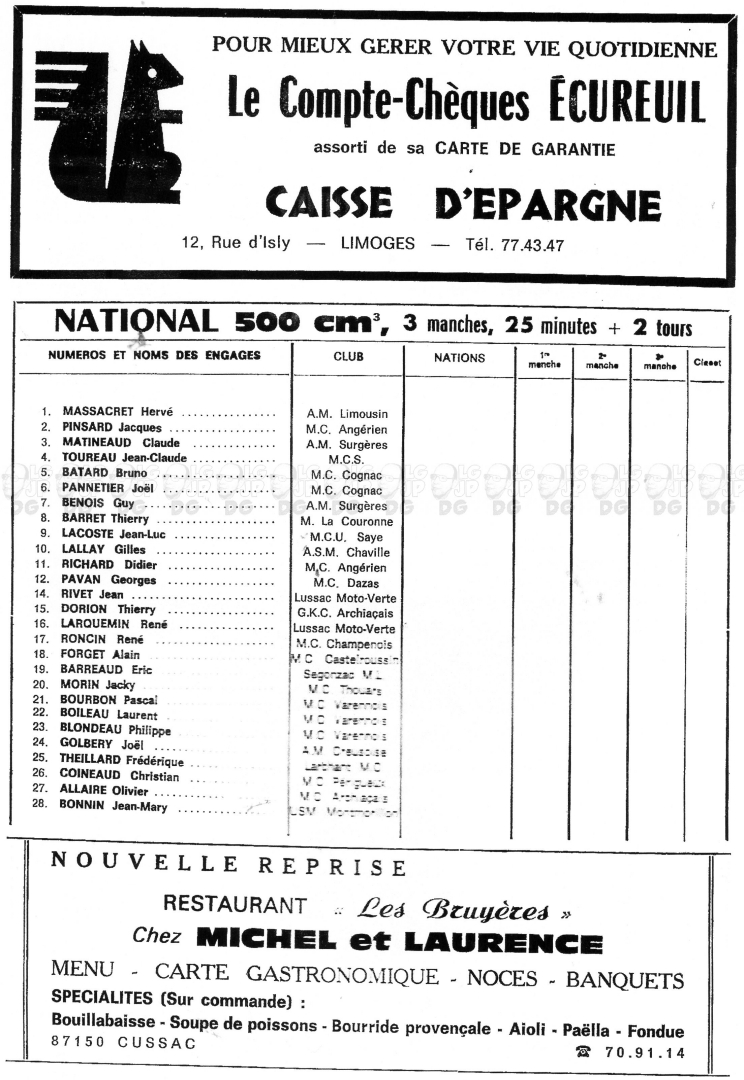 POUR MIEUX GERER VOTRE VIE QUOTIDIENNE
Le Compte-Chèques ÉCUREUIL
assorti de sa CARTE DE GARANTIE
CAISSE D'EPARGNE
12, Rue d'Isly — LIMOGES — Tél. 77.43.47
NATIONAL 500 cm³, 3 manches, 25 minutes + 2 tours
NUMEROS ET NOMS DES ENGAGES CLUB NATIONS 1re manche 2e manche 3e manche Classt
1. MASSACRET Hervé ................ A.M. Limousin
2. PINSARD Jacques .................. M.C. Angérien
3. MATINEAUD Claude .............. A.M. Surgères
4. TOUREAU Jean-Claude .............. M.C.S.
5. BATARD Bruno M.C. Cognac
6. PANNETIER Joël M.C. Cognac
7. BENOIS Guy A.M. Surgères
8. BARRET Thierry .................... M. La Couronne
9. LACOSTE Jean-Luc .................. M.C.U. Saye
10. LALLAY Gilles .................... A.S.M. Chaville
11. RICHARD Didier .................. M.C. Angérien
12. PAVAN Georges .................... M.C. Dazas
14. RIVET Jean ........................ Lussac Moto-Verte
15. DORION Thierry .................. G.K.C. Archiaçais
16. LARQUEMIN René ................ Lussac Moto-Verte
17. RONCIN René .................... M.C. Champenois
18. FORGET Alain M.C. Castelroussin
19. BARREAUD Eric Segonzac M.L.
20. MORIN Jacky M.C. Thouars
21. BOURBON Pascal M.C. Varennois
22. BOILEAU Laurent M.C. Varennois
23. BLONDEAU Philippe M.C. Varennois
24. GOLBERY Joël A.M. Creusoise
25. THEILLARD Frédérique M.C.
26. COINEAUD Christian M.C. Périgueux
27. ALLAIRE Olivier M.C. Archiaçais
28. BONNIN Jean-Mary USM Montmorillon
NOUVELLE REPRISE
RESTAURANT « Les Bruyères »
Chez MICHEL et LAURENCE
MENU - CARTE GASTRONOMIQUE - NOCES - BANQUETS
SPECIALITES (Sur commande) :
Bouillabaisse - Soupe de poissons - Bourride provençale - Aioli - Paëlla - Fondue
87150 CUSSAC ☎ 70.91.14